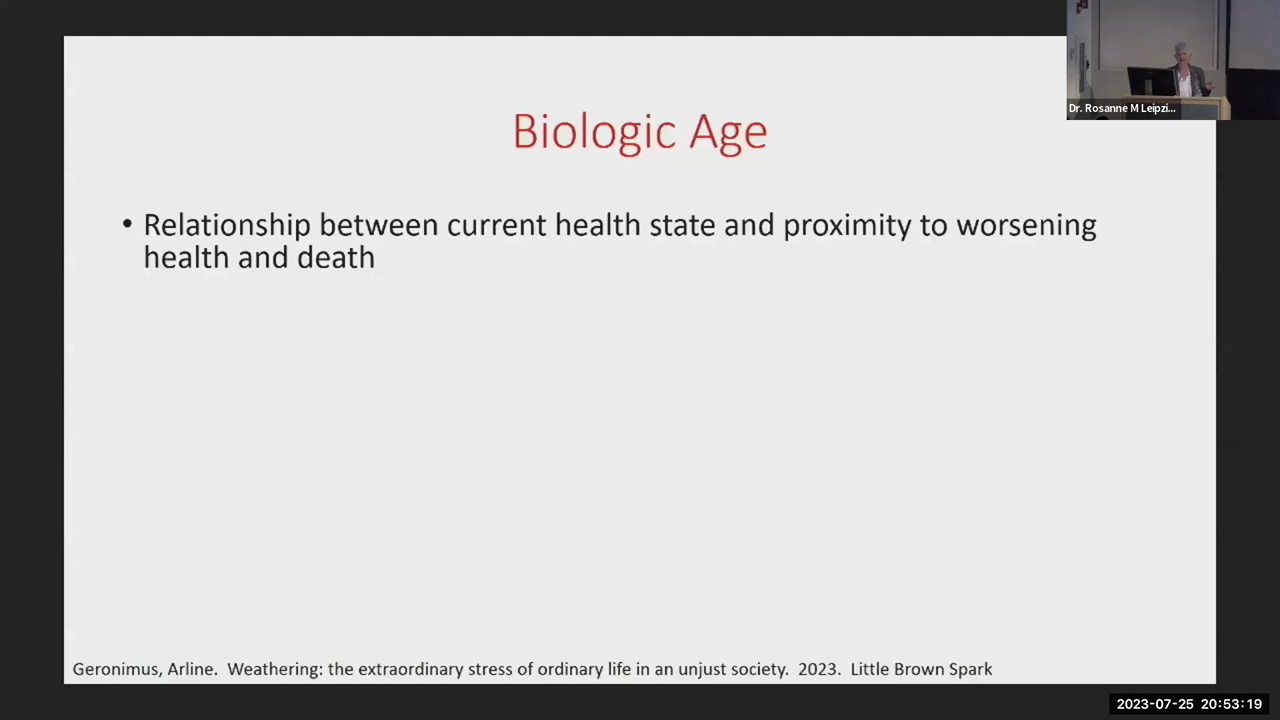 Biologic Age
• Relationship between current health state and proximity to worsening
health and death
Geronimus, Arline. Weathering: the extraordinary stress of ordinary life in an unjust society. 2023. Little Brown Spark
Dr. Rosanne M Leipzi...
2023-07-25 20:53:19